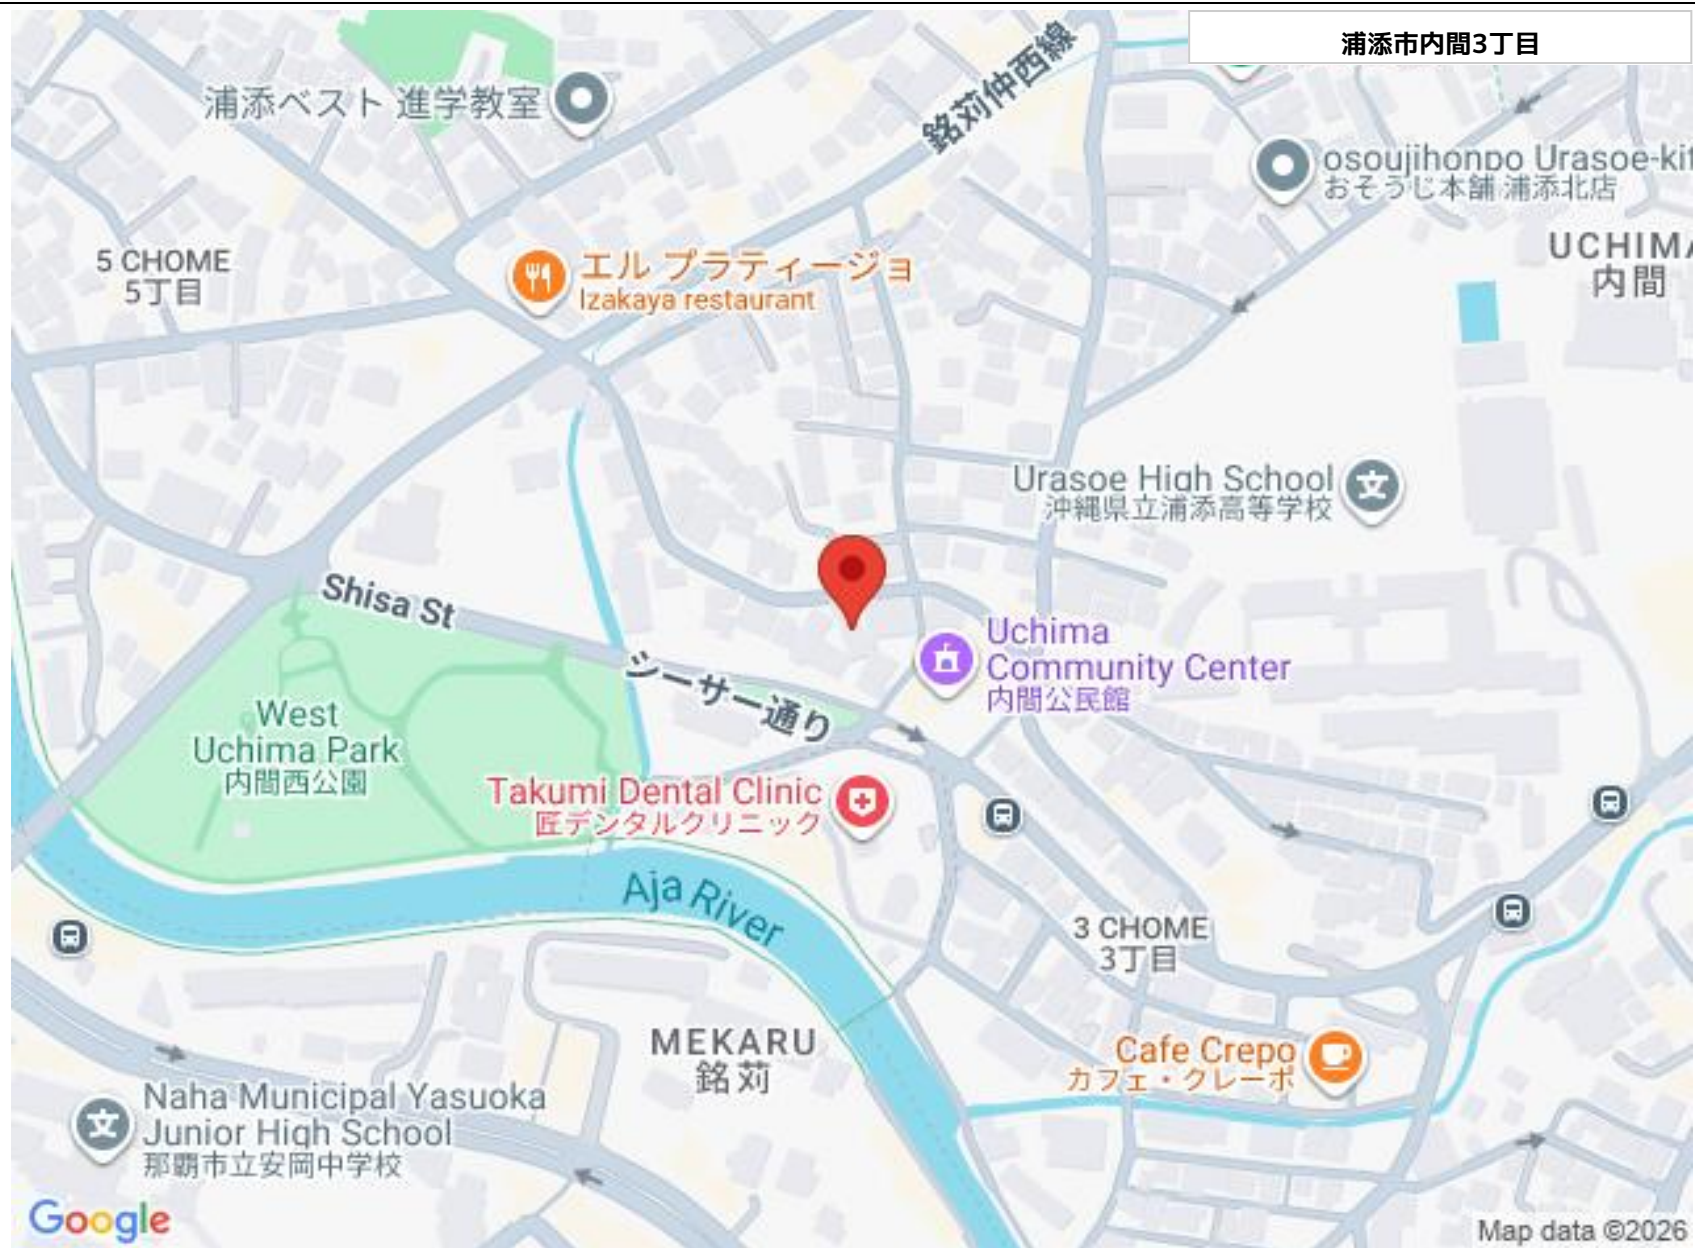 浦添市内間3丁目
銘苅仲西線
浦添ベスト 進学教室
osoujihonpo Urasoe-kit
おそうじ本舗 浦添北店
UCHIMA
内間
5 CHOME
5丁目
エル プラティージョ
Izakaya restaurant
Urasoe High School
沖縄県立浦添高等学校
Shisa St
シーサー通り
Uchima
Community Center
内間公民館
West
Uchima Park
内間西公園
Takumi Dental Clinic
匠デンタルクリニック
Aja River
3 CHOME
3丁目
MEKARU
銘苅
Cafe Crepo
カフェ・クレーポ
Naha Municipal Yasuoka
Junior High School
那覇市立安岡中学校
Google
Map data ©2026